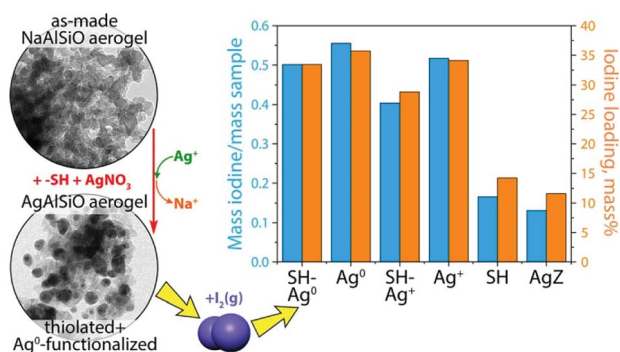 as-made
NaAlSiO aerogel
+ -SH + AgNO₃
Ag⁺
Na⁺
AgAlSiO aerogel
thiolated+
Ag⁰-functionalized
+I₂(g)
Mass iodine/mass sample
0.6
0.5
0.4
0.3
0.2
0.1
0.0
SH-
Ag⁰
Ag⁰
SH-
Ag⁺
Ag⁺
SH
AgZ
40
35
30
25
20
15
10
5
0
Iodine loading, mass%